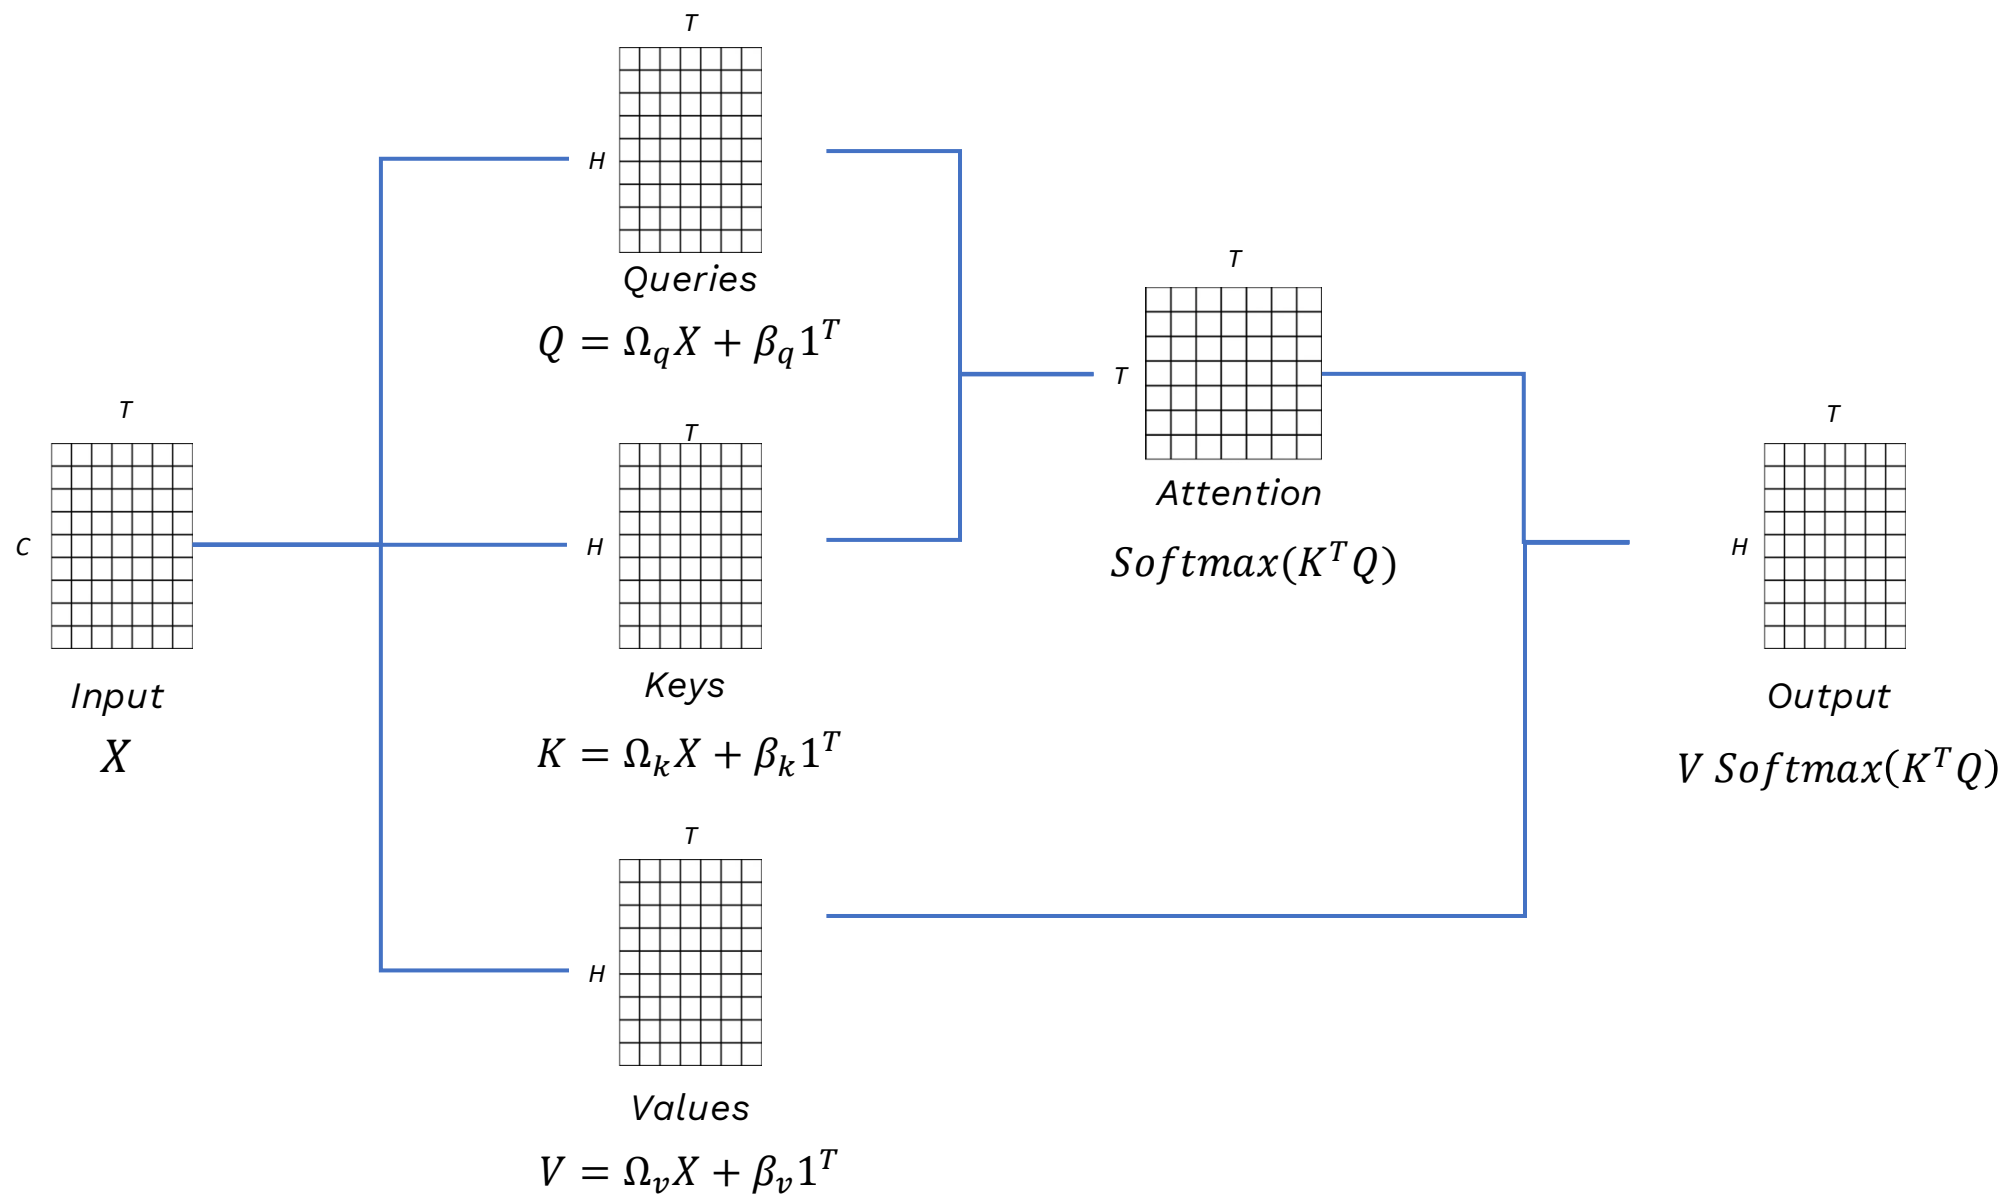 T
H
Queries
Q = Ω_q X + β_q 1^T
T
C
Input
X
T
H
Keys
K = Ω_k X + β_k 1^T
T
H
Values
V = Ω_v X + β_v 1^T
T
T
Attention
Softmax(K^T Q)
T
H
Output
V Softmax(K^T Q)